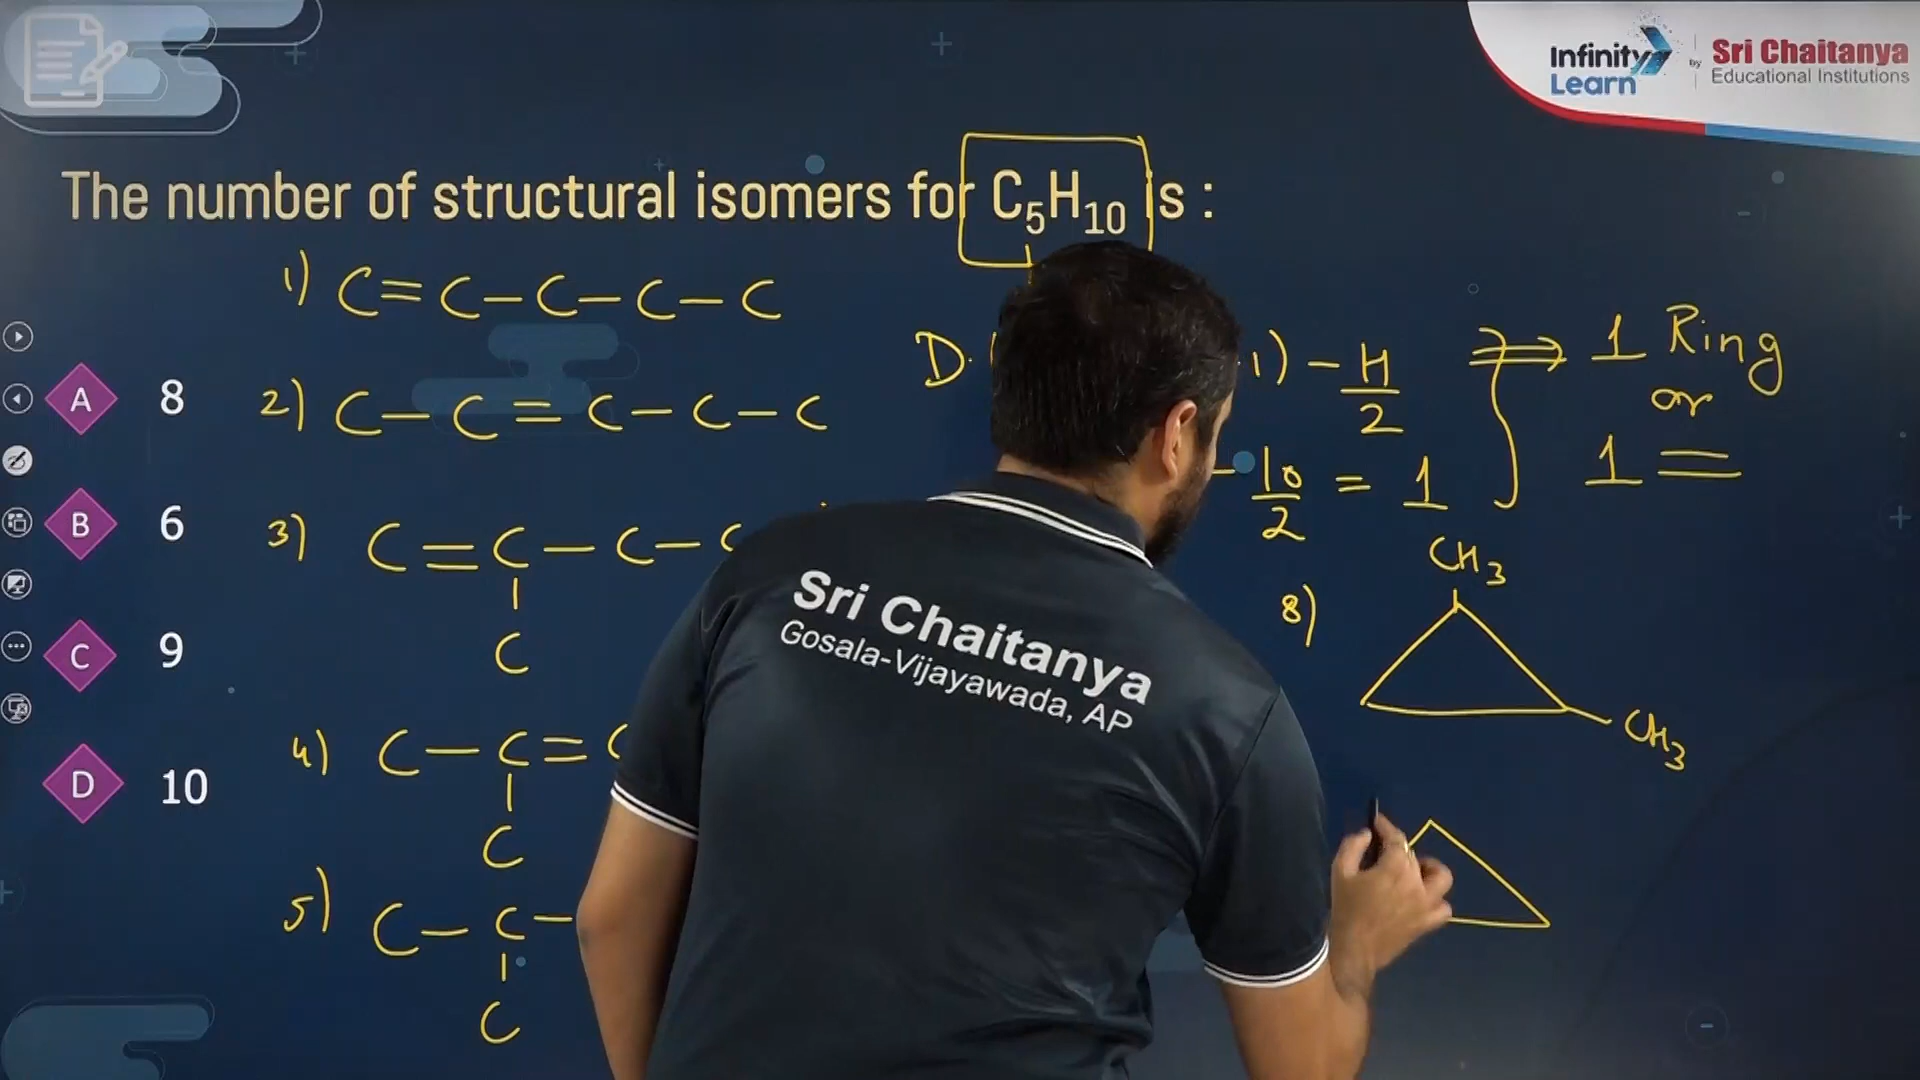 Infinity Learn by Sri Chaitanya Educational Institutions
The number of structural isomers for C₅H₁₀ is :
1) C=C–C–C–C
A 8
2) C–C=C–C–C
B 6
3) C=C–C–C
C
C 9
4) C–C=C
C
D 10
5) C–C–
C
D.
1) – H/2
⇒ 1 Ring
or
1 =
– 10/2 = 1
8) CH₃
CH₃
Sri Chaitanya
Gosala-Vijayawada, AP